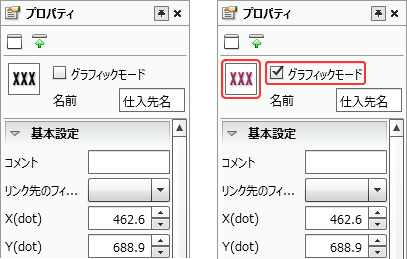 プロパティ
XXX
グラフィックモード
名前 仕入先名
基本設定
コメント
リンク先のフィ...
X(dot) 462.6
Y(dot) 688.9
プロパティ
XXX
グラフィックモード
名前 仕入先名
基本設定
コメント
リンク先のフィ...
X(dot) 462.6
Y(dot) 688.9